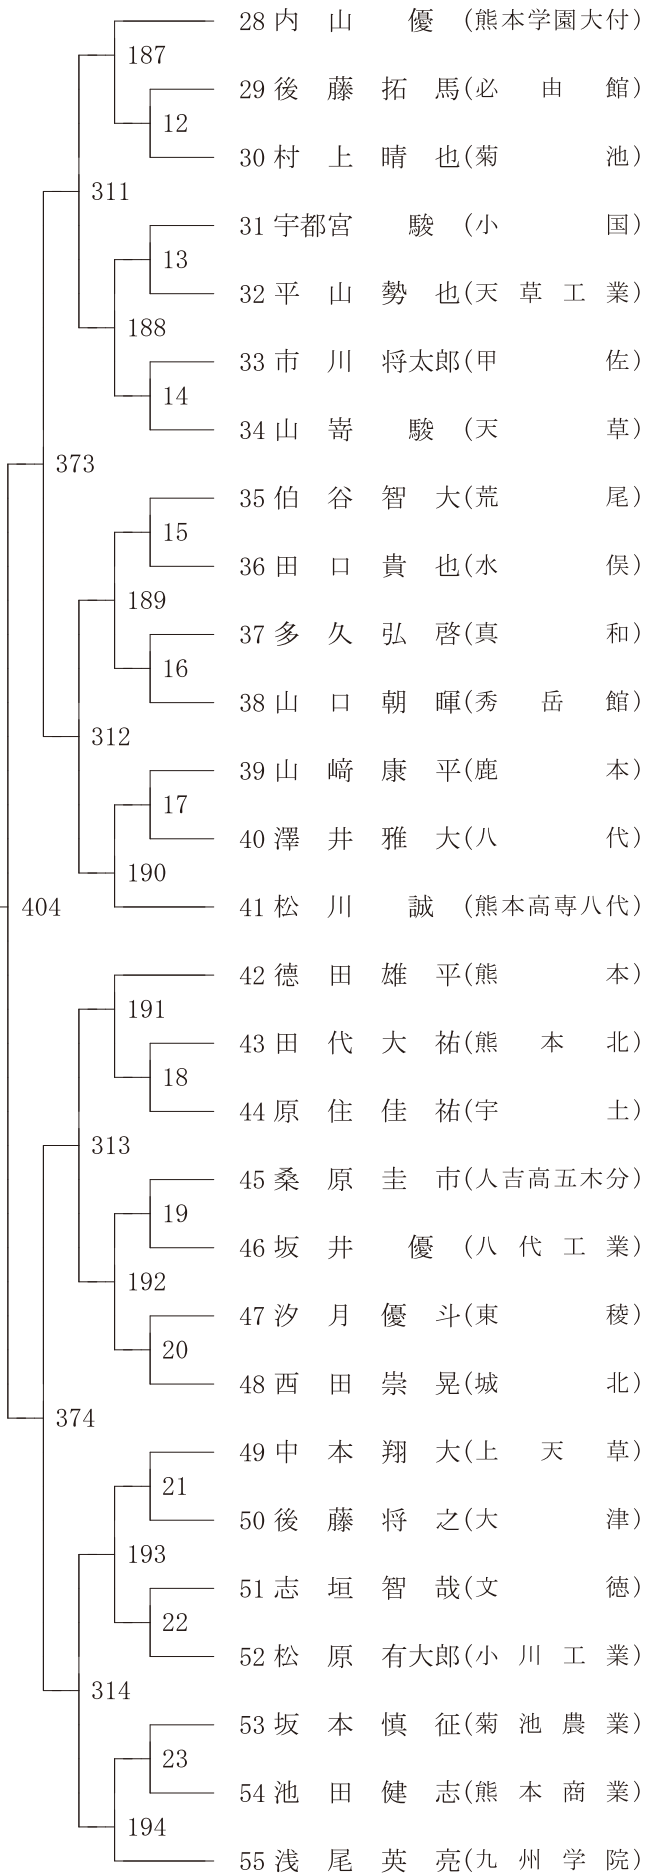 28 内山 優 (熊本学園大付)
187
29 後藤拓馬(必由館)
12
30 村上晴也(菊池)
311
31 宇都宮 駿 (小国)
13
32 平山勢也(天草工業)
188
33 市川将太郎(甲佐)
14
34 山嵜 駿 (天草)
373
35 伯谷智大(荒尾)
15
36 田口貴也(水俣)
189
37 多久弘啓(真和)
16
38 山口朝暉(秀岳館)
312
39 山﨑康平(鹿本)
17
40 澤井雅大(八代)
190
404
41 松川 誠 (熊本高専八代)
42 德田雄平(熊本)
191
43 田代大祐(熊本北)
18
44 原住佳祐(宇土)
313
45 桑原圭市(人吉高五木分)
19
46 坂井 優 (八代工業)
192
47 汐月優斗(東稜)
20
48 西田崇晃(城北)
374
49 中本翔大(上天草)
21
50 後藤将之(大津)
193
51 志垣智哉(文徳)
22
52 松原有大郎(小川工業)
314
53 坂本慎征(菊池農業)
23
54 池田健志(熊本商業)
194
55 浅尾英亮(九州学院)